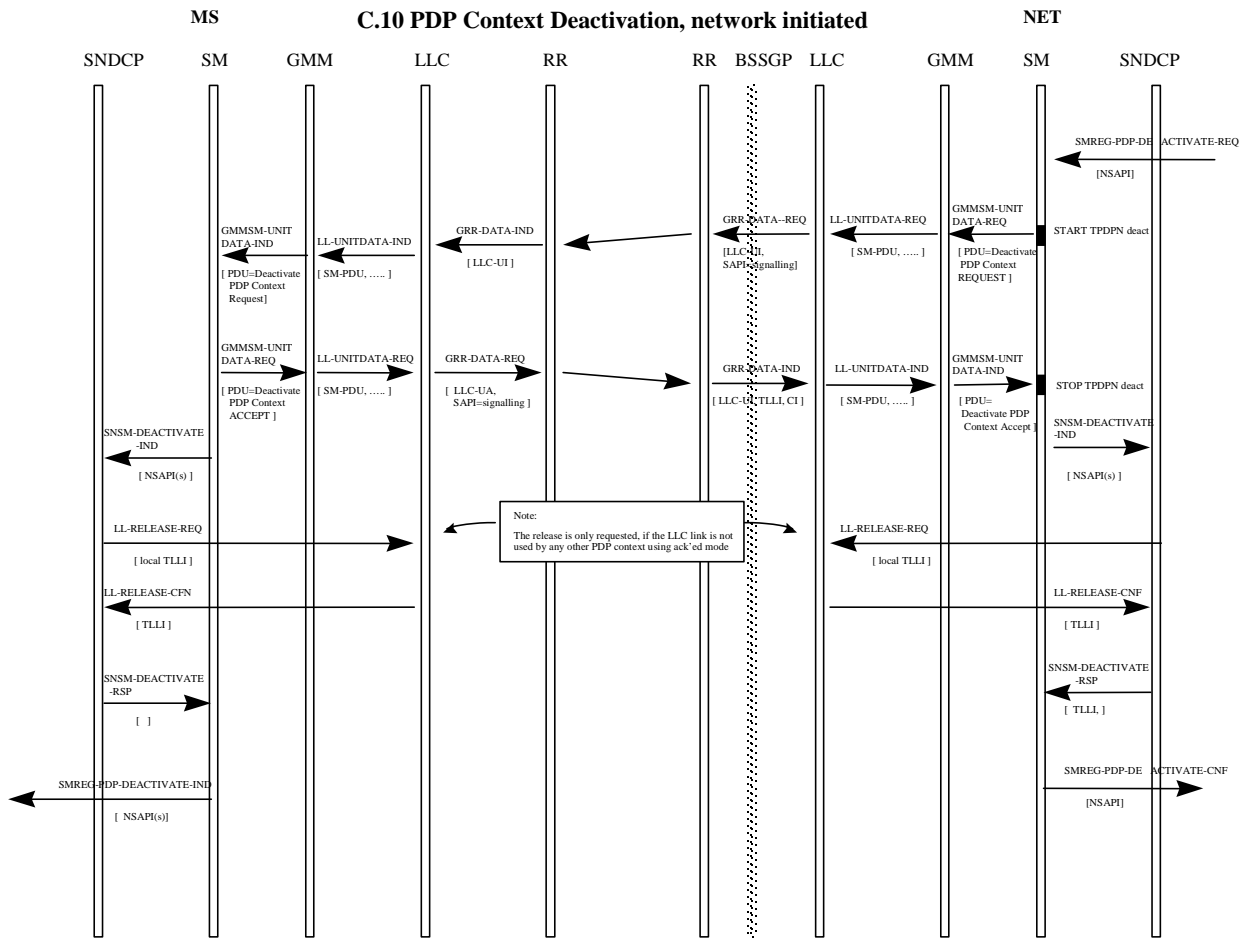 MS C.10 PDP Context Deactivation, network initiated NET
SNDCP SM GMM LLC RR RR BSSGP LLC GMM SM SNDCP
SMREG-PDP-DE ACTIVATE-REQ
[NSAPI]
GMMSM-UNIT
DATA-IND
[ PDU=Deactivate
PDP Context
Request]
LL-UNITDATA-IND
[ SM-PDU, ..... ]
GRR-DATA-IND
[ LLC-UI ]
GRR-DATA--REQ
[LLC-UI,
SAPI=signalling]
LL-UNITDATA-REQ
[ SM-PDU, ..... ]
GMMSM-UNIT
DATA-REQ
[ PDU=Deactivate
PDP Context
REQUEST ]
START TPDPN deact
GMMSM-UNIT
DATA-REQ
[PDU=Deactivate
PDP Context
ACCEPT ]
LL-UNITDATA-REQ
[ SM-PDU, ..... ]
GRR-DATA-REQ
[ LLC-UA,
SAPI=signalling ]
GRR-DATA-IND
[ LLC-UI, TLLI, CI ]
LL-UNITDATA-IND
[ SM-PDU, ..... ]
GMMSM-UNIT
DATA-IND
[ PDU=
Deactivate PDP
Context Accept ]
STOP TPDPN deact
SNSM-DEACTIVATE
-IND
[ NSAPI(s) ]
SNSM-DEACTIVATE
-IND
[ NSAPI(s) ]
LL-RELEASE-REQ
[ local TLLI ]
Note:
The release is only requested, if the LLC link is not
used by any other PDP context using ack'ed mode
LL-RELEASE-REQ
[ local TLLI ]
LL-RELEASE-CFN
[ TLLI ]
LL-RELEASE-CNF
[ TLLI ]
SNSM-DEACTIVATE
-RSP
[ ]
SNSM-DEACTIVATE
-RSP
[ TLLI, ]
SMREG-PDP-DEACTIVATE-IND
[ NSAPI(s)]
SMREG-PDP-DE ACTIVATE-CNF
[NSAPI]